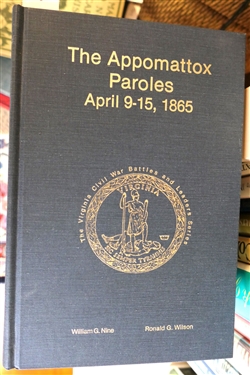 The Appomattox
Paroles
April 9-15, 1865
The Virginia Civil War Battles and Leaders Series
VIRGINIA
SIC SEMPER TYRANNIS
William G. Nine
Ronald G. Wilson